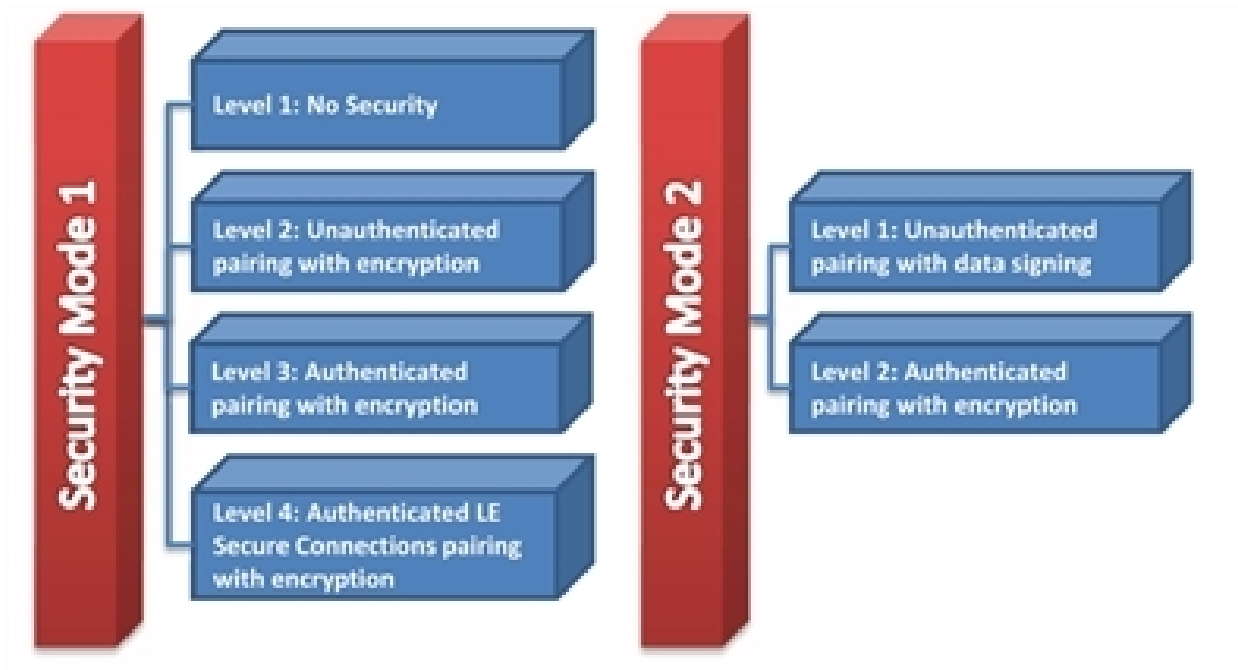 Security Mode 1
Level 1: No Security
Level 2: Unauthenticated
pairing with encryption
Level 3: Authenticated
pairing with encryption
Level 4: Authenticated LE
Secure Connections pairing
with encryption
Security Mode 2
Level 1: Unauthenticated
pairing with data signing
Level 2: Authenticated
pairing with encryption